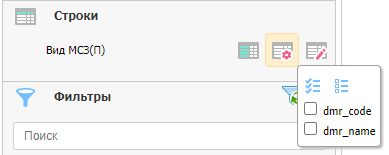 Строки
Вид МСЗ(П)
dmr_code
dmr_name
Фильтры
Поиск